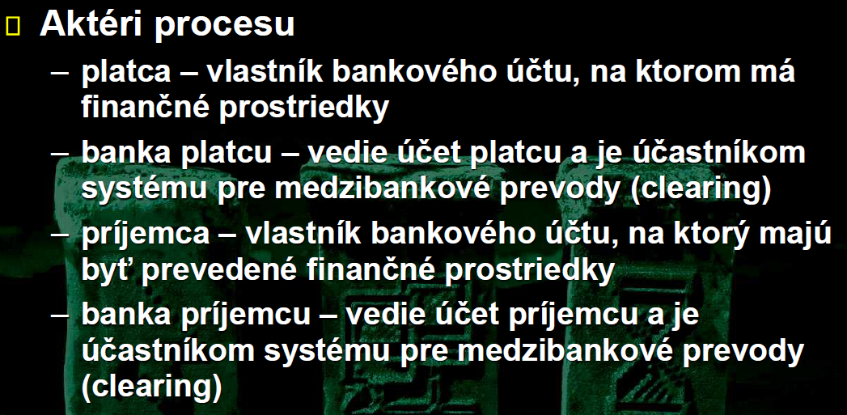 Aktéri procesu
– platca – vlastník bankového účtu, na ktorom má
finančné prostriedky
– banka platcu – vedie účet platcu a je účastníkom
systému pre medzibankové prevody (clearing)
– príjemca – vlastník bankového účtu, na ktorý majú
byť prevedené finančné prostriedky
– banka príjemcu – vedie účet príjemcu a je
účastníkom systému pre medzibankové prevody
(clearing)